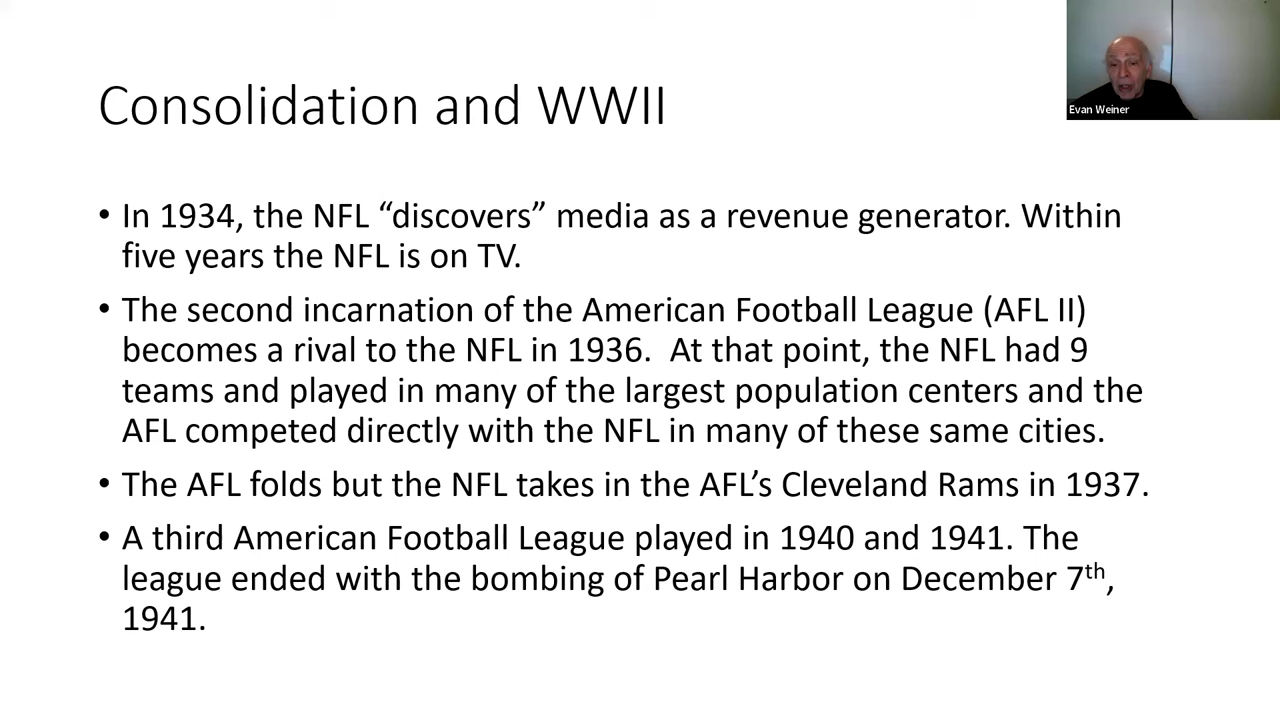 Consolidation and WWII
Evan Weiner
• In 1934, the NFL “discovers” media as a revenue generator. Within
five years the NFL is on TV.
• The second incarnation of the American Football League (AFL II)
becomes a rival to the NFL in 1936.  At that point, the NFL had 9
teams and played in many of the largest population centers and the
AFL competed directly with the NFL in many of these same cities.
• The AFL folds but the NFL takes in the AFL’s Cleveland Rams in 1937.
• A third American Football League played in 1940 and 1941. The
league ended with the bombing of Pearl Harbor on December 7th,
1941.